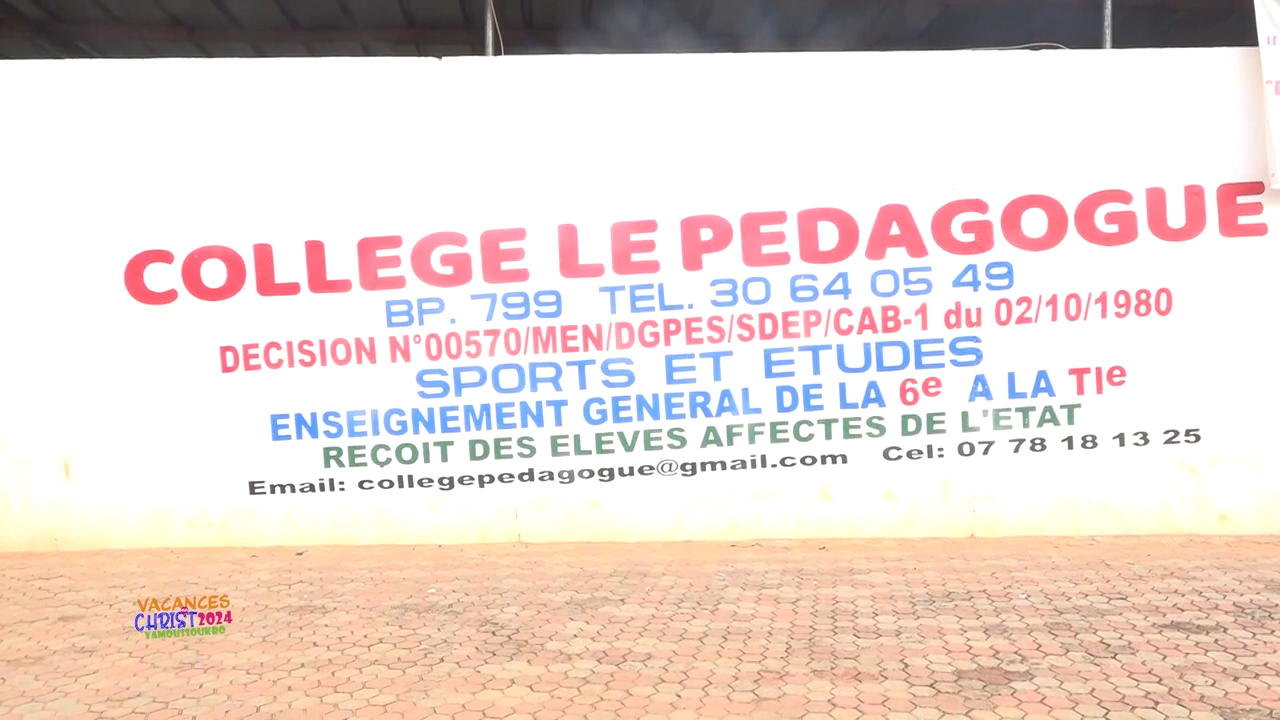 COLLEGE LE PEDAGOGUE
BP. 799 TEL. 30 64 05 49
DECISION N°00570/MEN/DGPES/SDEP/CAB-1 du 02/10/1980
SPORTS ET ETUDES
ENSEIGNEMENT GENERAL DE LA 6e A LA Tle
REÇOIT DES ELEVES AFFECTES DE L'ETAT
Email: collegepedagogue@gmail.com Cel: 07 78 18 13 25
VACANCES
CHRIST 2024
YAMOUSSOUKRO